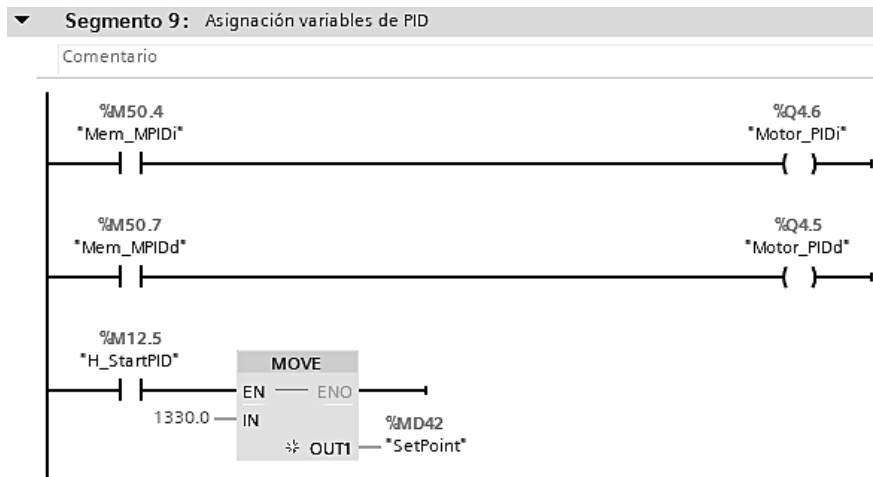 Segmento 9: Asignación variables de PID
Comentario
%M50.4
"Mem_MPIDi"
%Q4.6
"Motor_PIDi"
%M50.7
"Mem_MPIDd"
%Q4.5
"Motor_PIDd"
%M12.5
"H_StartPID"
MOVE
EN
ENO
1330.0
IN
%MD42
OUT1
"SetPoint"